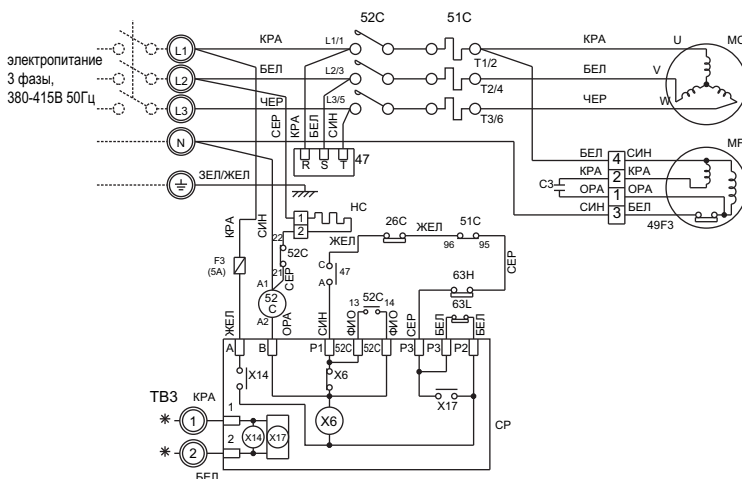 52C 51C
L1 КРА L1/1 T1/2 КРА U MC
электропитание
3 фазы,
380-415В 50Гц
L2 БЕЛ L2/3 T2/4 БЕЛ V
L3 ЧЕР L3/5 T3/6 ЧЕР W
СЕР КРА БЕЛ СИН
N
R S T 47
ЗЕЛ/ЖЕЛ
MF
БЕЛ 4 СИН
C3 КРА 2 КРА
ОРА 1 ОРА
СИН 3 БЕЛ
49F3
1 HC
2
КРА СИН 22 52C
21 СЕР
ЖЕЛ 26C ЖЕЛ 51C
96 95
F3
(5A)
C 47
A
СЕР
A1
52
C
A2
63H
63L
13 52C 14
ЖЕЛ ОРА СИН ФИО ФИО СЕР БЕЛ БЕЛ
A B P1 52C 52C P3 P3 P2
X14 X6 X17
X6
CP
ТВ3 КРА
* 1 1
2 X14 X17
* 2
БЕЛ